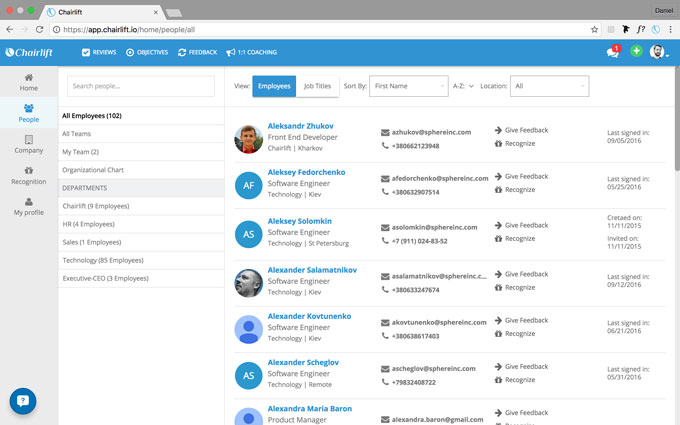 Chairlift
Daniel
https://app.chairlift.io/home/people/all
Chairlift
REVIEWS
OBJECTIVES
FEEDBACK
1:1 COACHING
1
Home
People
Company
Recognition
My profile
Search people...
All Employees (102)
All Teams
My Team (2)
Organizational Chart
DEPARTMENTS
Chairlift (9 Employees)
HR (4 Employees)
Sales (1 Employees)
Technology (85 Employees)
Executive-CEO (3 Employees)
View:
Employees
Job Titles
Sort By:
First Name
A-Z:
Location:
All
Aleksandr Zhukov
Front End Developer
Chairlift | Kharkov
azhukov@sphereinc.com
+380662123948
Give Feedback
Recognize
Last signed in:
09/05/2016
AF
Aleksey Fedorchenko
Software Engineer
Technology | Kiev
afedorchenko@sphereinc.com
+380632907514
Give Feedback
Recognize
Last signed in:
05/25/2016
AS
Aleksey Solomkin
Software Engineer
Technology | St Petersburg
asolomkin@sphereinc.com
+7 (911) 024-83-52
Give Feedback
Recognize
Cretaed on:
11/11/2015
Invited on:
11/11/2015
Alexander Salamatnikov
Software Engineer
Technology | Kiev
asalamatnikov@sphereinc.c...
+380633247674
Give Feedback
Recognize
Last signed in:
09/12/2016
Alexander Kovtunenko
Software Engineer
Technology | Kiev
akovtunenko@sphereinc.com
+380638617403
Give Feedback
Recognize
Last signed in:
06/21/2016
AS
Alexander Scheglov
Software Engineer
Technology | Remote
ascheglov@sphereinc.com
+79832408722
Give Feedback
Recognize
Last signed in:
05/31/2016
Alexandra Maria Baron
Product Manager
alexandra.baron@gmail.com
Give Feedback